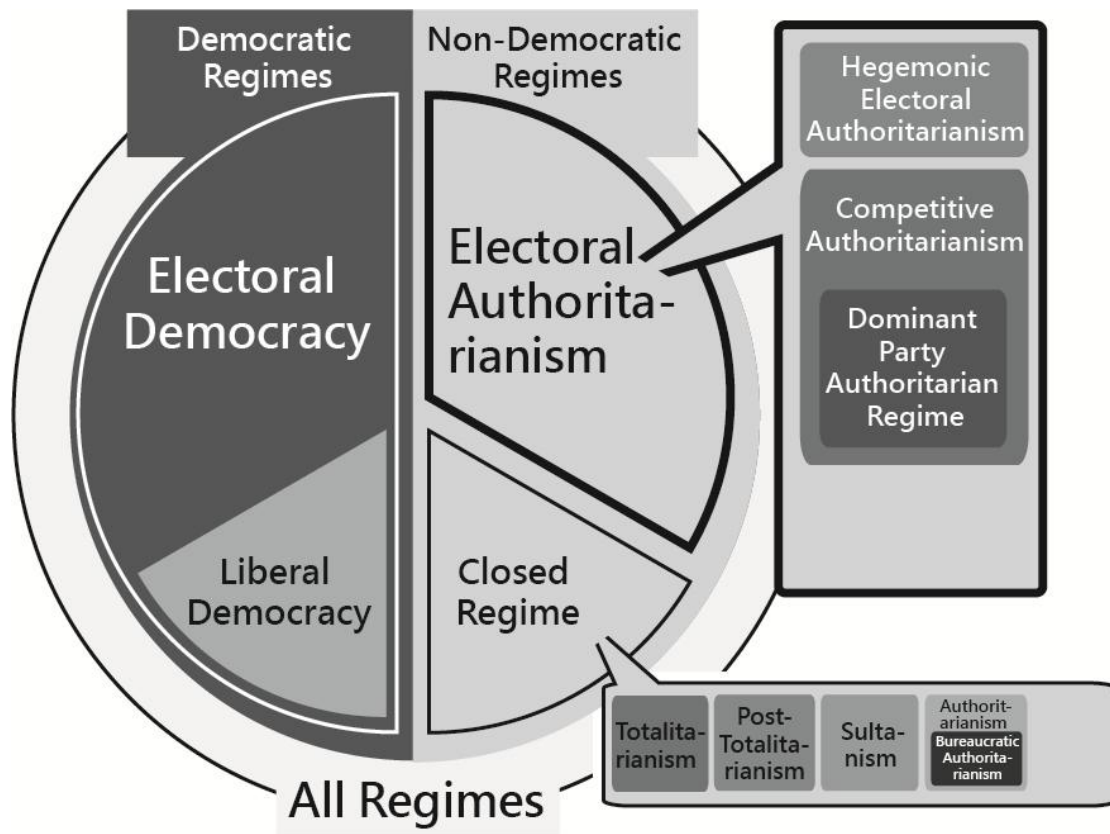 Democratic
Regimes
Non-Democratic
Regimes
Electoral
Democracy
Liberal
Democracy
Electoral
Authorita-
rianism
Closed
Regime
All Regimes
Hegemonic
Electoral
Authoritarianism
Competitive
Authoritarianism
Dominant
Party
Authoritarian
Regime
Totalita-
rianism
Post-
Totalita-
rianism
Sulta-
nism
Authorit-
arianism
Bureaucratic
Authorita-
rianism